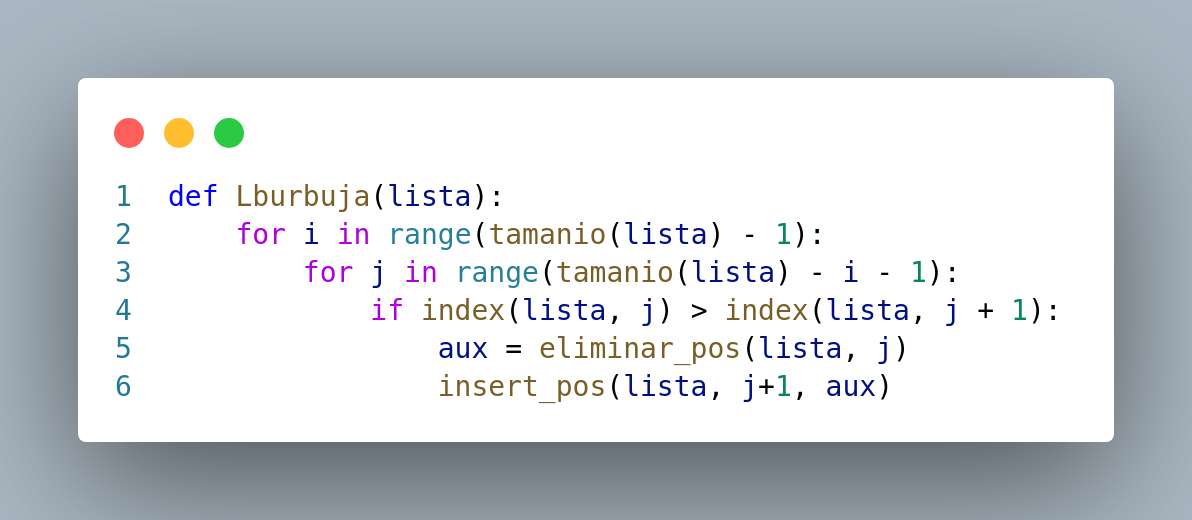 1 def Lburbuja(lista):
2     for i in range(tamanio(lista) - 1):
3         for j in range(tamanio(lista) - i - 1):
4             if index(lista, j) > index(lista, j + 1):
5                 aux = eliminar_pos(lista, j)
6                 insert_pos(lista, j+1, aux)